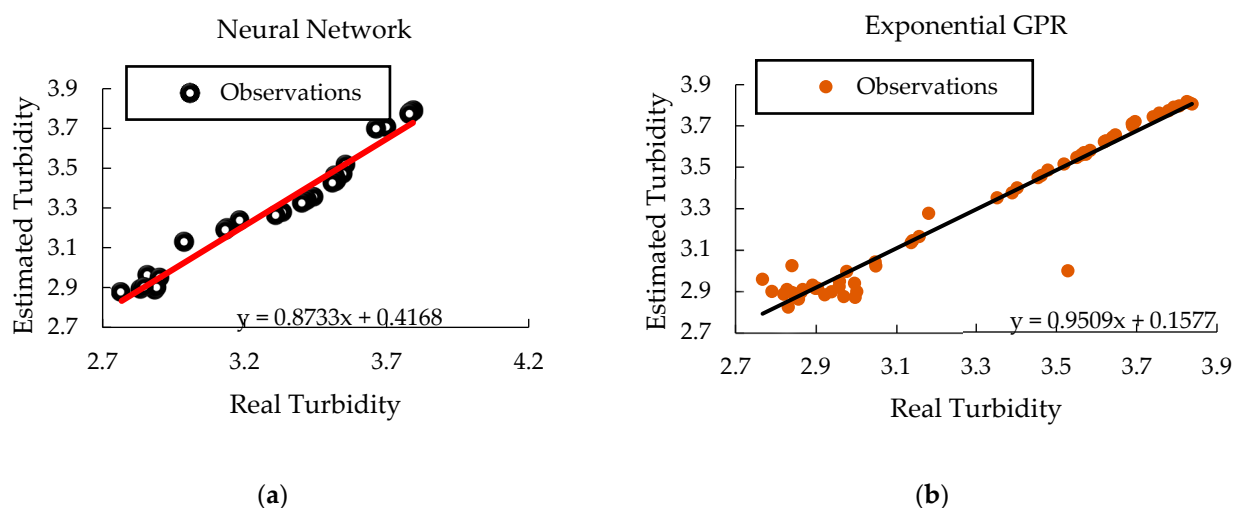 Neural Network
Observations
Estimated Turbidity
3.9
3.7
3.5
3.3
3.1
2.9
2.7
y = 0.8733x + 0.4168
2.7 3.2 3.7 4.2
Real Turbidity
(a)
Exponential GPR
Observations
Estimated Turbidity
3.9
3.7
3.5
3.3
3.1
2.9
2.7
y = 0.9509x + 0.1577
2.7 2.9 3.1 3.3 3.5 3.7 3.9
Real Turbidity
(b)